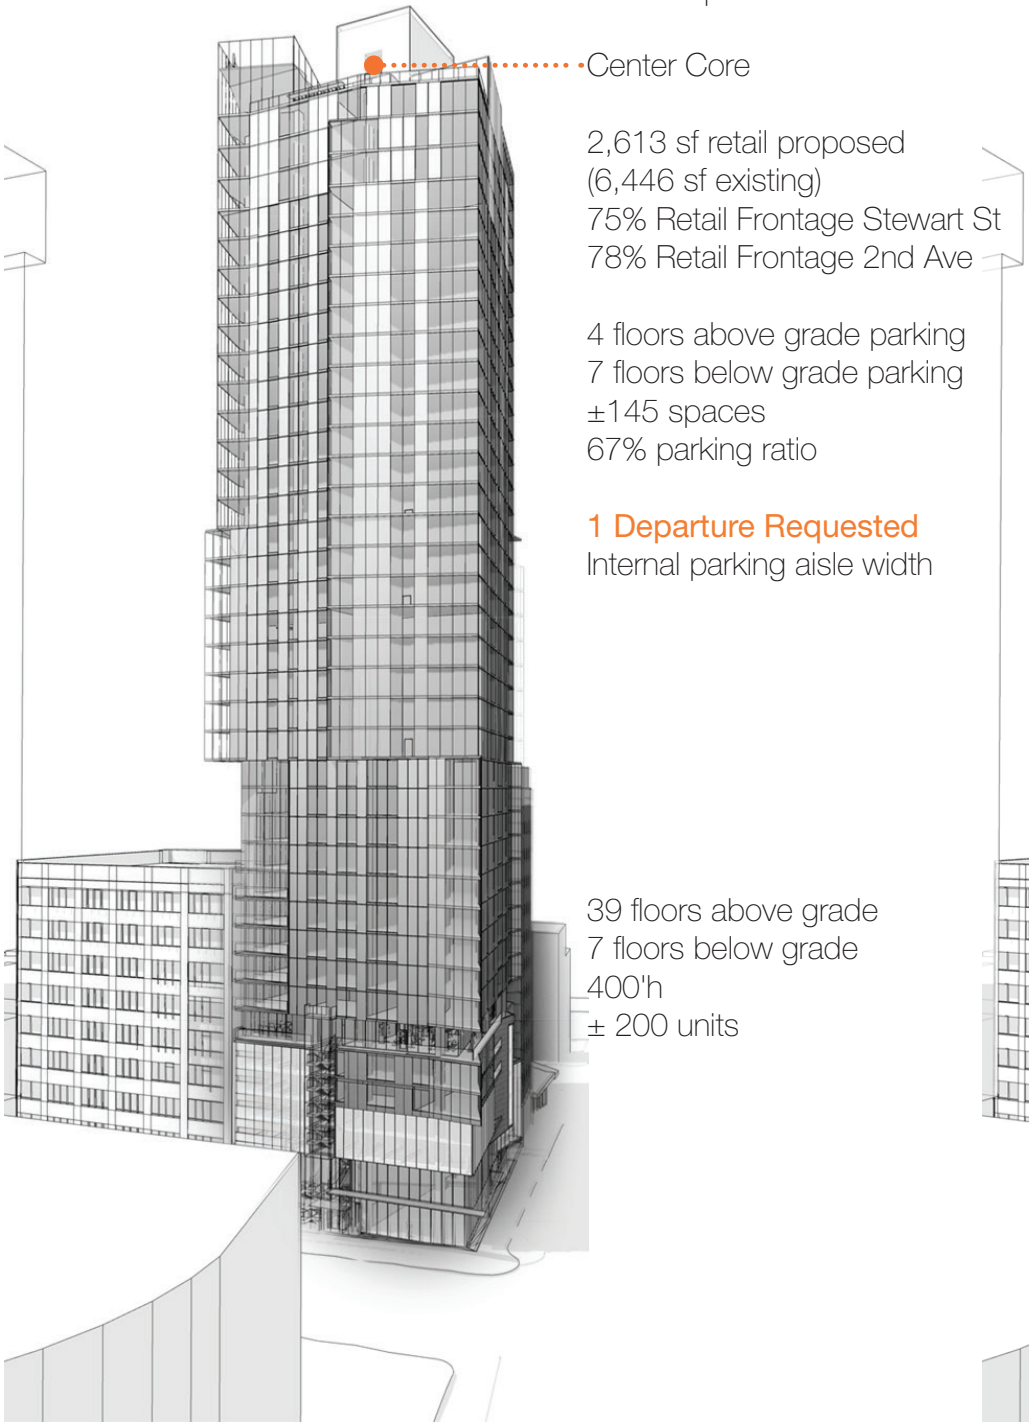 Center Core
2,613 sf retail proposed
(6,446 sf existing)
75% Retail Frontage Stewart St
78% Retail Frontage 2nd Ave
4 floors above grade parking
7 floors below grade parking
±145 spaces
67% parking ratio
1 Departure Requested
Internal parking aisle width
39 floors above grade
7 floors below grade
400'h
± 200 units